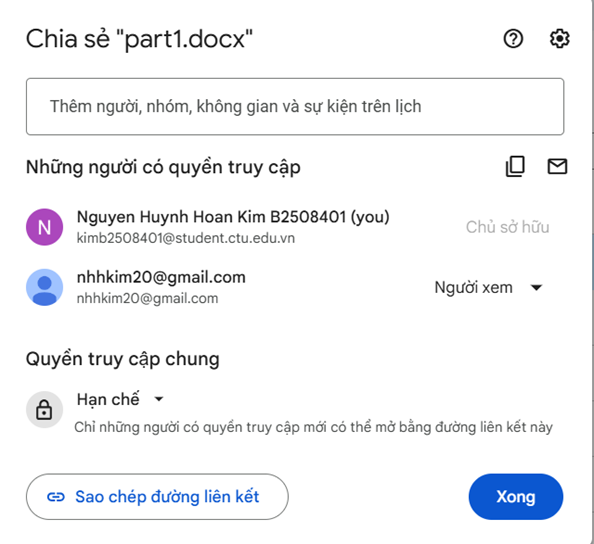 Chia sẻ "part1.docx"
Thêm người, nhóm, không gian và sự kiện trên lịch
Những người có quyền truy cập
N
Nguyen Huynh Hoan Kim B2508401 (you)
kimb2508401@student.ctu.edu.vn
Chủ sở hữu
nhhkim20@gmail.com
nhhkim20@gmail.com
Người xem
Quyền truy cập chung
Hạn chế
Chỉ những người có quyền truy cập mới có thể mở bằng đường liên kết này
Sao chép đường liên kết
Xong